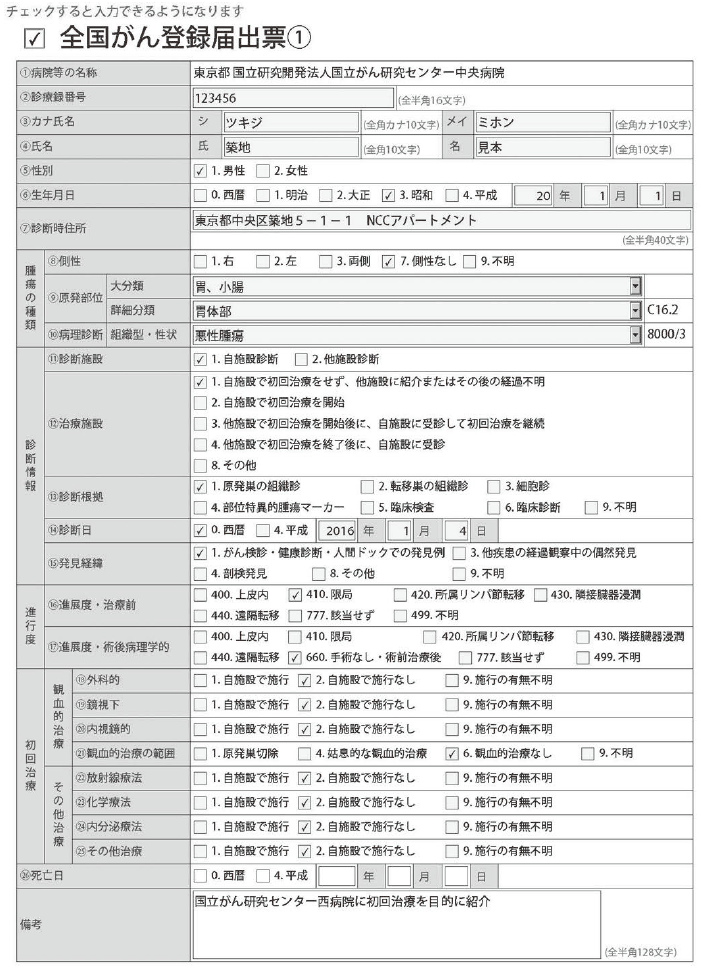 チェックすると入力できるようになります
✓ 全国がん登録届出票①
①病院等の名称 東京都 国立研究開発法人国立がん研究センター中央病院
②診療録番号 123456 (全半角16文字)
③カナ氏名 シ ツキジ (全角カナ10文字) メイ ミホン (全角カナ10文字)
④氏名 氏 築地 (全角10文字) 名 見本 (全角10文字)
⑤性別 ✓ 1. 男性 □ 2. 女性
⑥生年月日 □ 0. 西暦 □ 1. 明治 □ 2. 大正 ✓ 3. 昭和 □ 4. 平成 20 年 1 月 1 日
⑦診断時住所 東京都中央区築地5-1-1 NCCアパートメント
(全半角40文字)
腫瘍の種類
⑧側性 □ 1. 右 □ 2. 左 □ 3. 両側 ✓ 7. 側性なし □ 9. 不明
⑨原発部位 大分類 胃、小腸
詳細分類 胃体部 C16.2
⑩病理診断 組織型・性状 悪性腫瘍 8000/3
診断情報
⑪診断施設 ✓ 1. 自施設診断 □ 2. 他施設診断
⑫治療施設 ✓ 1. 自施設で初回治療をせず、他施設に紹介またはその後の経過不明
□ 2. 自施設で初回治療を開始
□ 3. 他施設で初回治療を開始後に、自施設に受診して初回治療を継続
□ 4. 他施設で初回治療を終了後に、自施設に受診
□ 8. その他
⑬診断根拠 ✓ 1. 原発巣の組織診 □ 2. 転移巣の組織診 □ 3. 細胞診
□ 4. 部位特異的腫瘍マーカー □ 5. 臨床検査 □ 6. 臨床診断 □ 9. 不明
⑭診断日 ✓ 0. 西暦 □ 4. 平成 2016 年 1 月 4 日
⑮発見経緯 ✓ 1. がん検診・健康診断・人間ドックでの発見例 □ 3. 他疾患の経過観察中の偶然発見
□ 4. 剖検発見 □ 8. その他 □ 9. 不明
進行度
⑯進展度・治療前 □ 400. 上皮内 ✓ 410. 限局 □ 420. 所属リンパ節転移 □ 430. 隣接臓器浸潤
□ 440. 遠隔転移 □ 777. 該当せず □ 499. 不明
⑰進展度・術後病理学的 □ 400. 上皮内 □ 410. 限局 □ 420. 所属リンパ節転移 □ 430. 隣接臓器浸潤
□ 440. 遠隔転移 ✓ 660. 手術なし・術前治療後 □ 777. 該当せず □ 499. 不明
初回治療
観血的治療
⑱外科的 □ 1. 自施設で施行 ✓ 2. 自施設で施行なし □ 9. 施行の有無不明
⑲鏡視下 □ 1. 自施設で施行 ✓ 2. 自施設で施行なし □ 9. 施行の有無不明
⑳内視鏡的 □ 1. 自施設で施行 ✓ 2. 自施設で施行なし □ 9. 施行の有無不明
㉑観血的治療の範囲 □ 1. 原発巣切除 □ 4. 姑息的な観血的治療 ✓ 6. 観血的治療なし □ 9. 不明
その他治療
㉒放射線療法 □ 1. 自施設で施行 ✓ 2. 自施設で施行なし □ 9. 施行の有無不明
㉓化学療法 □ 1. 自施設で施行 ✓ 2. 自施設で施行なし □ 9. 施行の有無不明
㉔内分泌療法 □ 1. 自施設で施行 ✓ 2. 自施設で施行なし □ 9. 施行の有無不明
㉕その他治療 □ 1. 自施設で施行 ✓ 2. 自施設で施行なし □ 9. 施行の有無不明
㉖死亡日 □ 0. 西暦 □ 4. 平成 年 月 日
備考 国立がん研究センター西病院に初回治療を目的に紹介
(全半角128文字)